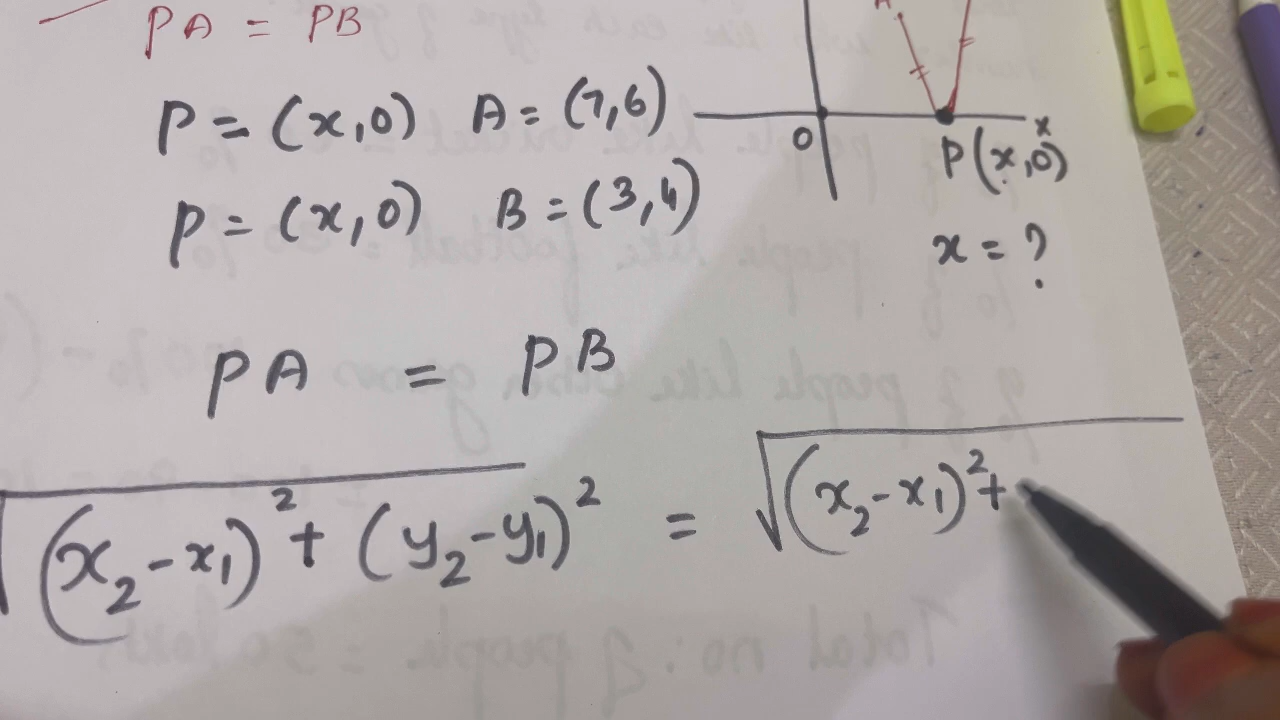 PA = PB
P = (x,0) A = (7,6)
P = (x,0) B = (3,4)
A
0
x
P(x,0)
x = ?
PA = PB
√(x₂-x₁)² + (y₂-y₁)² = √(x₂-x₁)² +